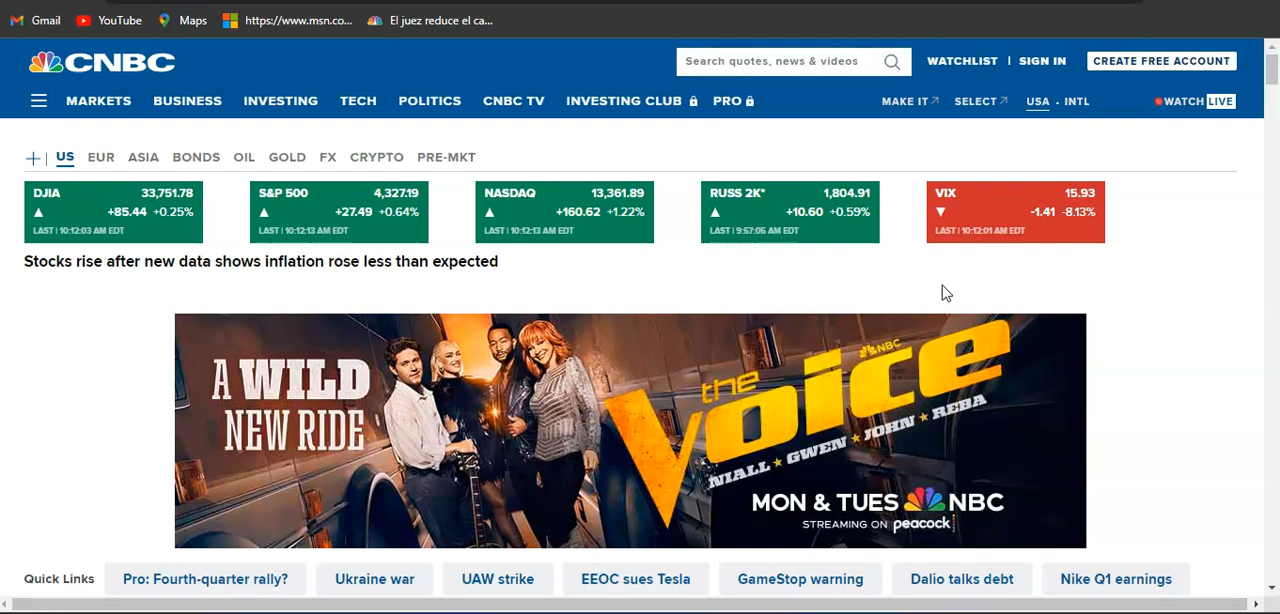 Gmail YouTube Maps https://www.msn.co... El juez reduce el ca...
CNBC Search quotes, news & videos WATCHLIST | SIGN IN CREATE FREE ACCOUNT
MARKETS BUSINESS INVESTING TECH POLITICS CNBC TV INVESTING CLUB PRO MAKE IT SELECT USA • INTL WATCH LIVE
+ | US EUR ASIA BONDS OIL GOLD FX CRYPTO PRE-MKT
DJIA 33,751.78
+85.44 +0.25%
LAST | 10:12:03 AM EDT
S&P 500 4,327.19
+27.49 +0.64%
LAST | 10:12:13 AM EDT
NASDAQ 13,361.89
+160.62 +1.22%
LAST | 10:12:13 AM EDT
RUSS 2K* 1,804.91
+10.60 +0.59%
LAST | 9:57:05 AM EDT
VIX 15.93
-1.41 -8.13%
LAST | 10:12:01 AM EDT
Stocks rise after new data shows inflation rose less than expected
A WILD
NEW RIDE
NBC
the Voice
NIALL ★ GWEN ★ JOHN ★ REBA
MON & TUES NBC
STREAMING ON peacock
Quick Links Pro: Fourth-quarter rally? Ukraine war UAW strike EEOC sues Tesla GameStop warning Dalio talks debt Nike Q1 earnings